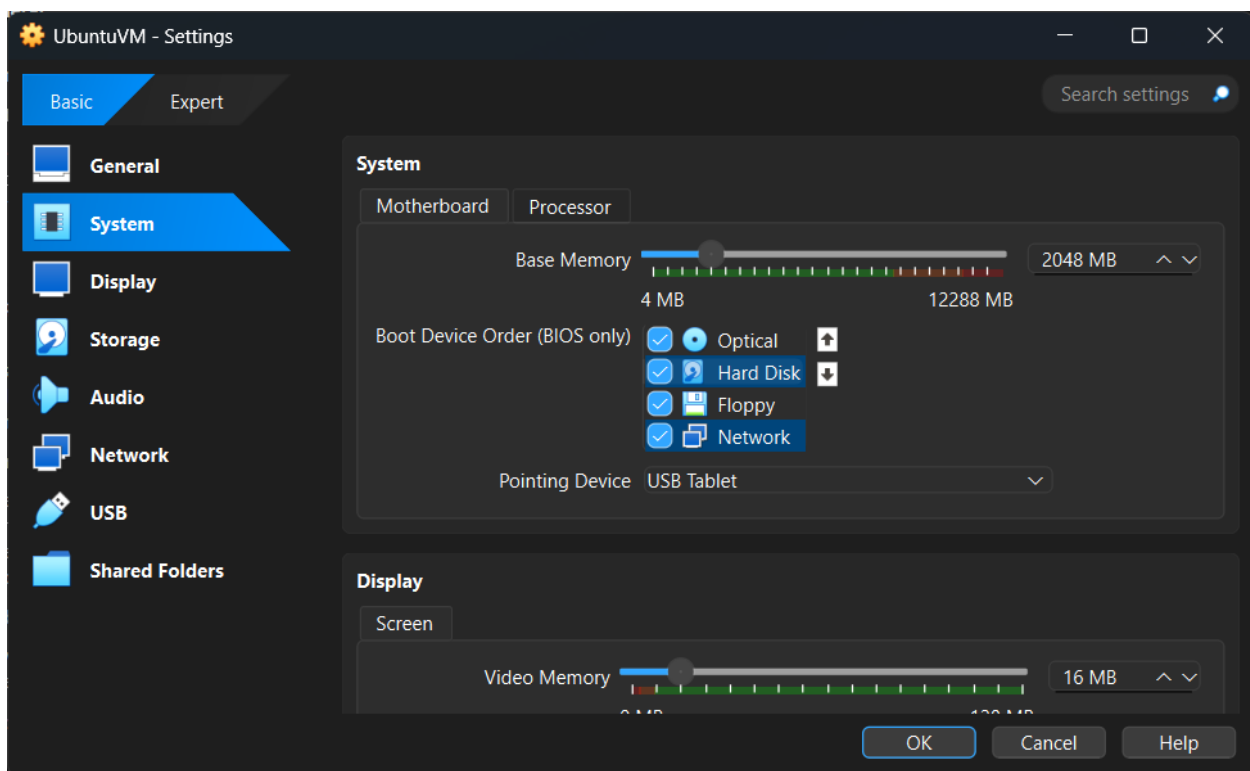 UbuntuVM - Settings
Basic
Expert
Search settings
General
System
Display
Storage
Audio
Network
USB
Shared Folders
System
Motherboard
Processor
Base Memory
2048 MB
4 MB
12288 MB
Boot Device Order (BIOS only)
Optical
Hard Disk
Floppy
Network
Pointing Device
USB Tablet
Display
Screen
Video Memory
16 MB
OK
Cancel
Help